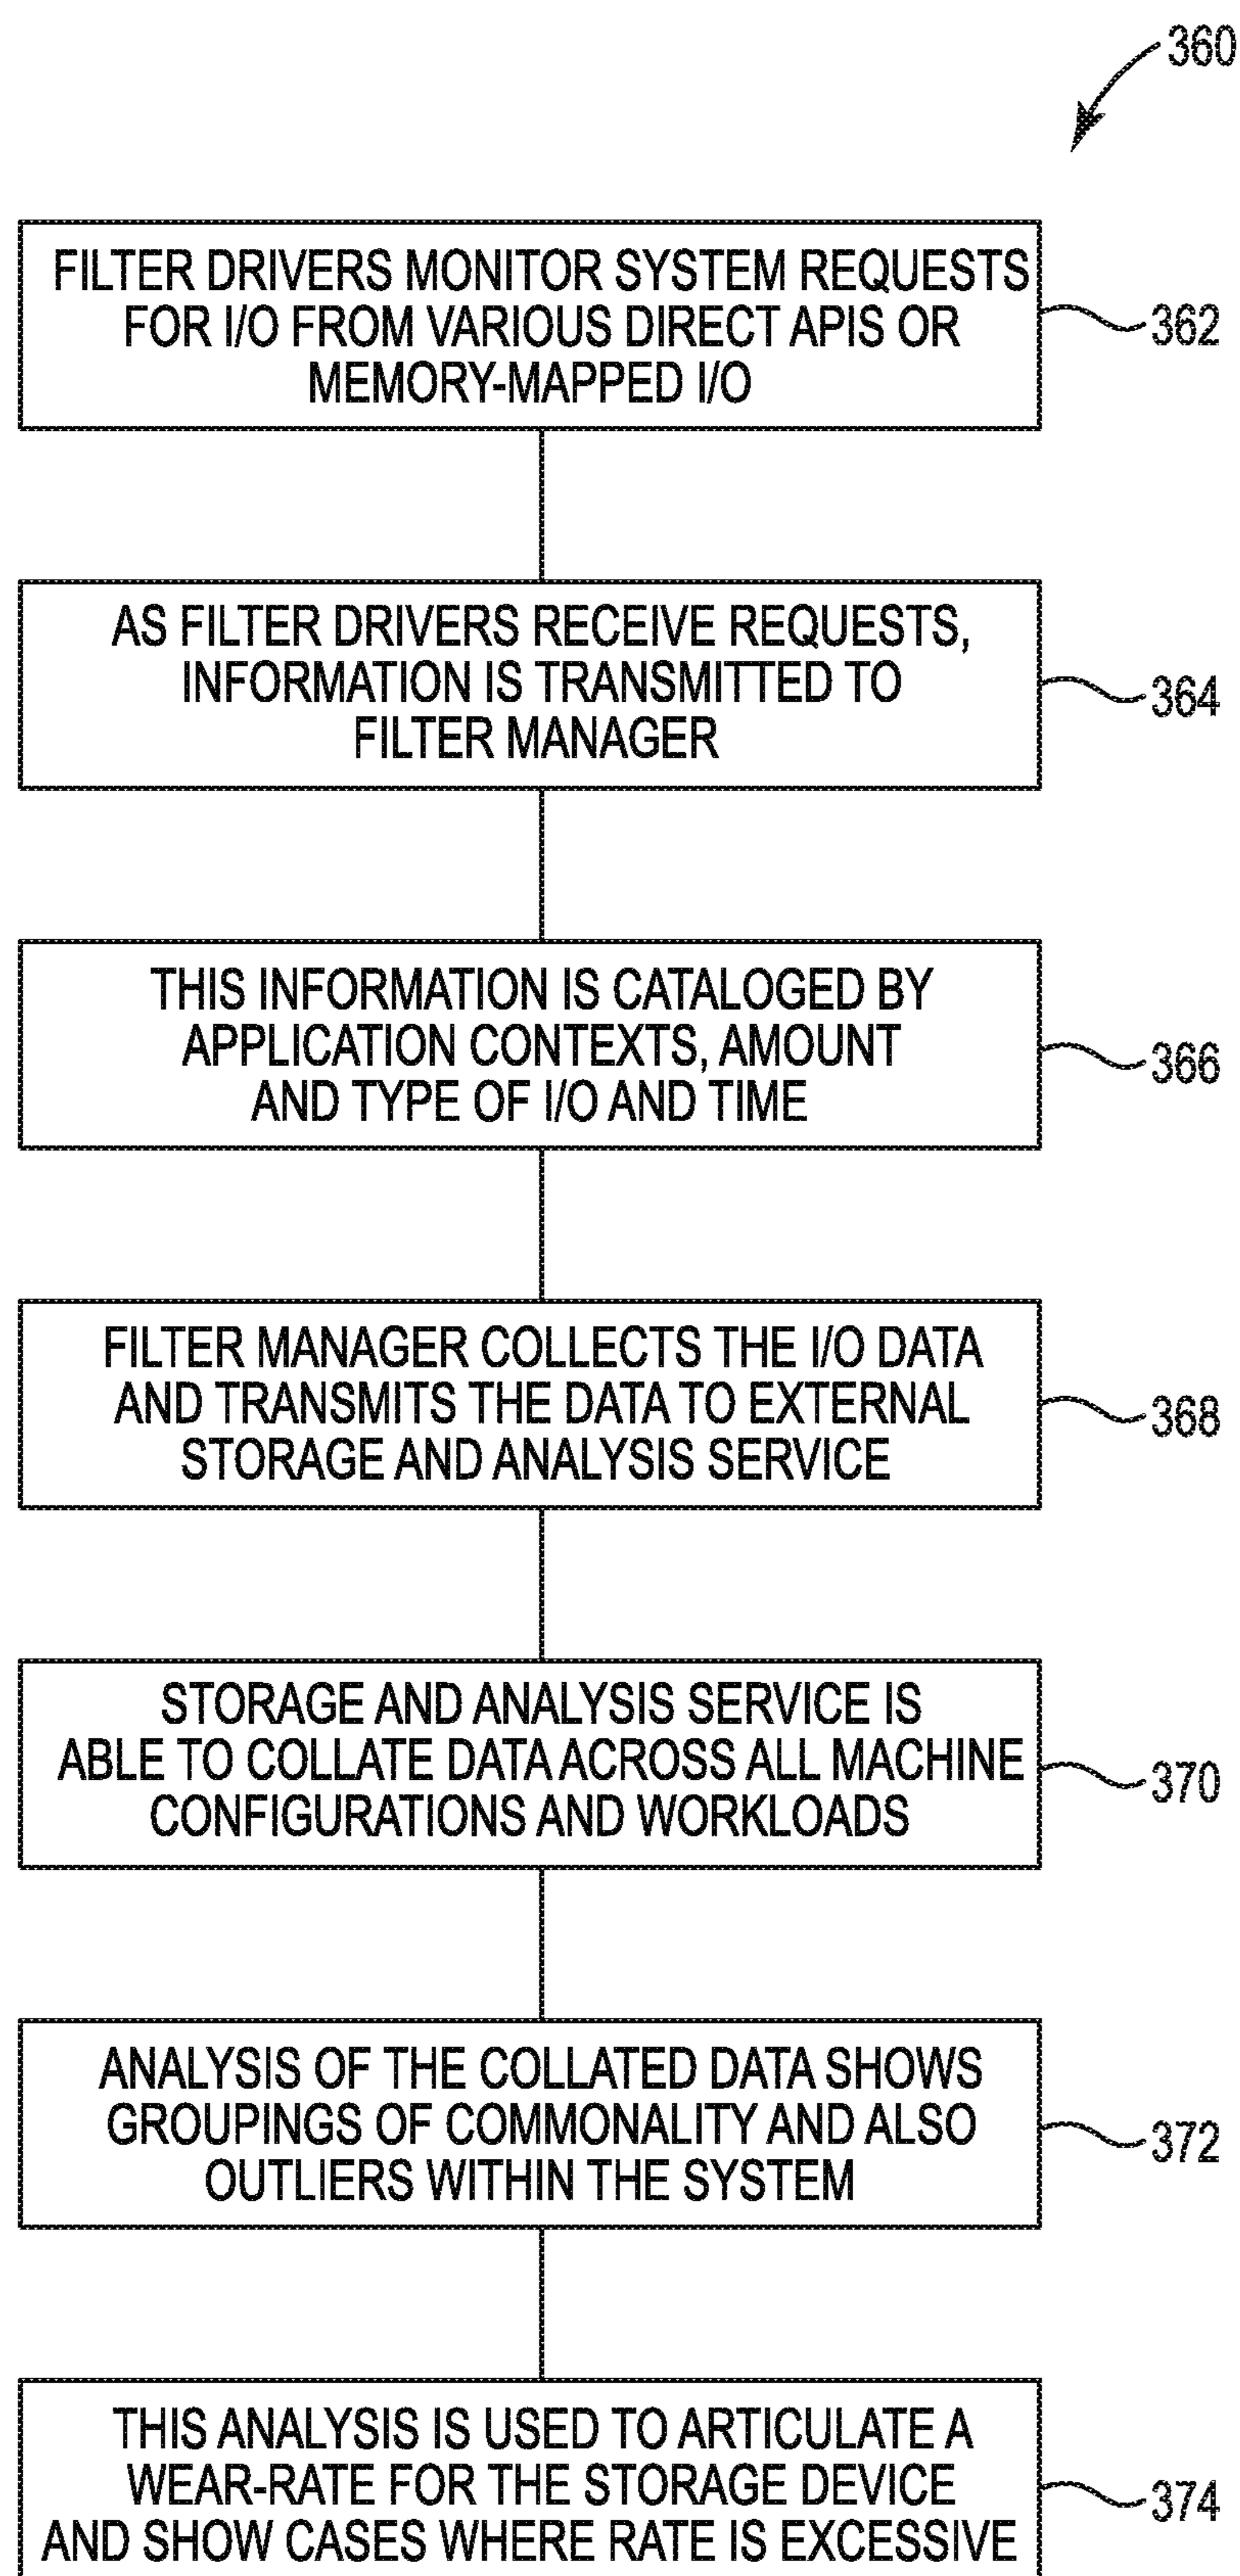 360
FILTER DRIVERS MONITOR SYSTEM REQUESTS
FOR I/O FROM VARIOUS DIRECT APIS OR
MEMORY-MAPPED I/O
362
AS FILTER DRIVERS RECEIVE REQUESTS,
INFORMATION IS TRANSMITTED TO
FILTER MANAGER
364
THIS INFORMATION IS CATALOGED BY
APPLICATION CONTEXTS, AMOUNT
AND TYPE OF I/O AND TIME
366
FILTER MANAGER COLLECTS THE I/O DATA
AND TRANSMITS THE DATA TO EXTERNAL
STORAGE AND ANALYSIS SERVICE
368
STORAGE AND ANALYSIS SERVICE IS
ABLE TO COLLATE DATA ACROSS ALL MACHINE
CONFIGURATIONS AND WORKLOADS
370
ANALYSIS OF THE COLLATED DATA SHOWS
GROUPINGS OF COMMONALITY AND ALSO
OUTLIERS WITHIN THE SYSTEM
372
THIS ANALYSIS IS USED TO ARTICULATE A
WEAR-RATE FOR THE STORAGE DEVICE
AND SHOW CASES WHERE RATE IS EXCESSIVE
374